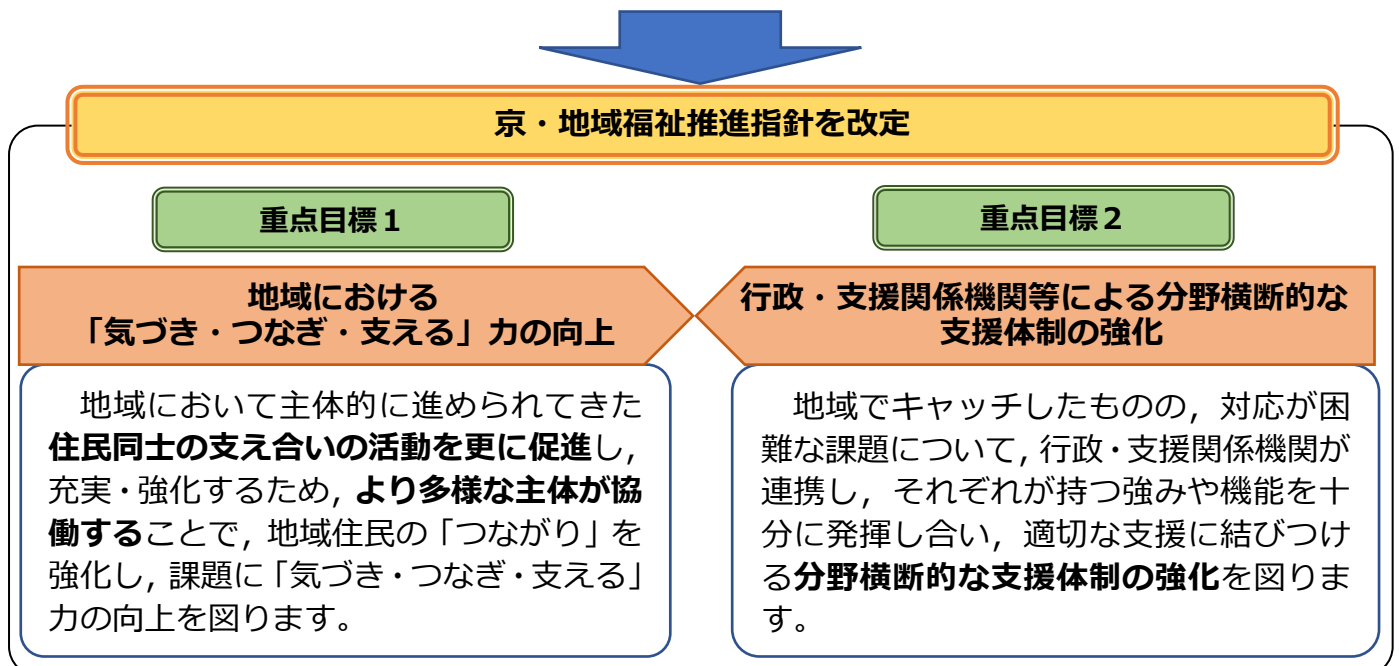 京・地域福祉推進指針を改定
重点目標１
地域における
「気づき・つなぎ・支える」力の向上
地域において主体的に進められてきた
住民同士の支え合いの活動を更に促進し，
充実・強化するため，より多様な主体が協
働することで，地域住民の「つながり」を
強化し，課題に「気づき・つなぎ・支える」
力の向上を図ります。
重点目標２
行政・支援関係機関等による分野横断的な
支援体制の強化
地域でキャッチしたものの，対応が困
難な課題について，行政・支援関係機関が
連携し，それぞれが持つ強みや機能を十
分に発揮し合い，適切な支援に結びつけ
る分野横断的な支援体制の強化を図りま
す。